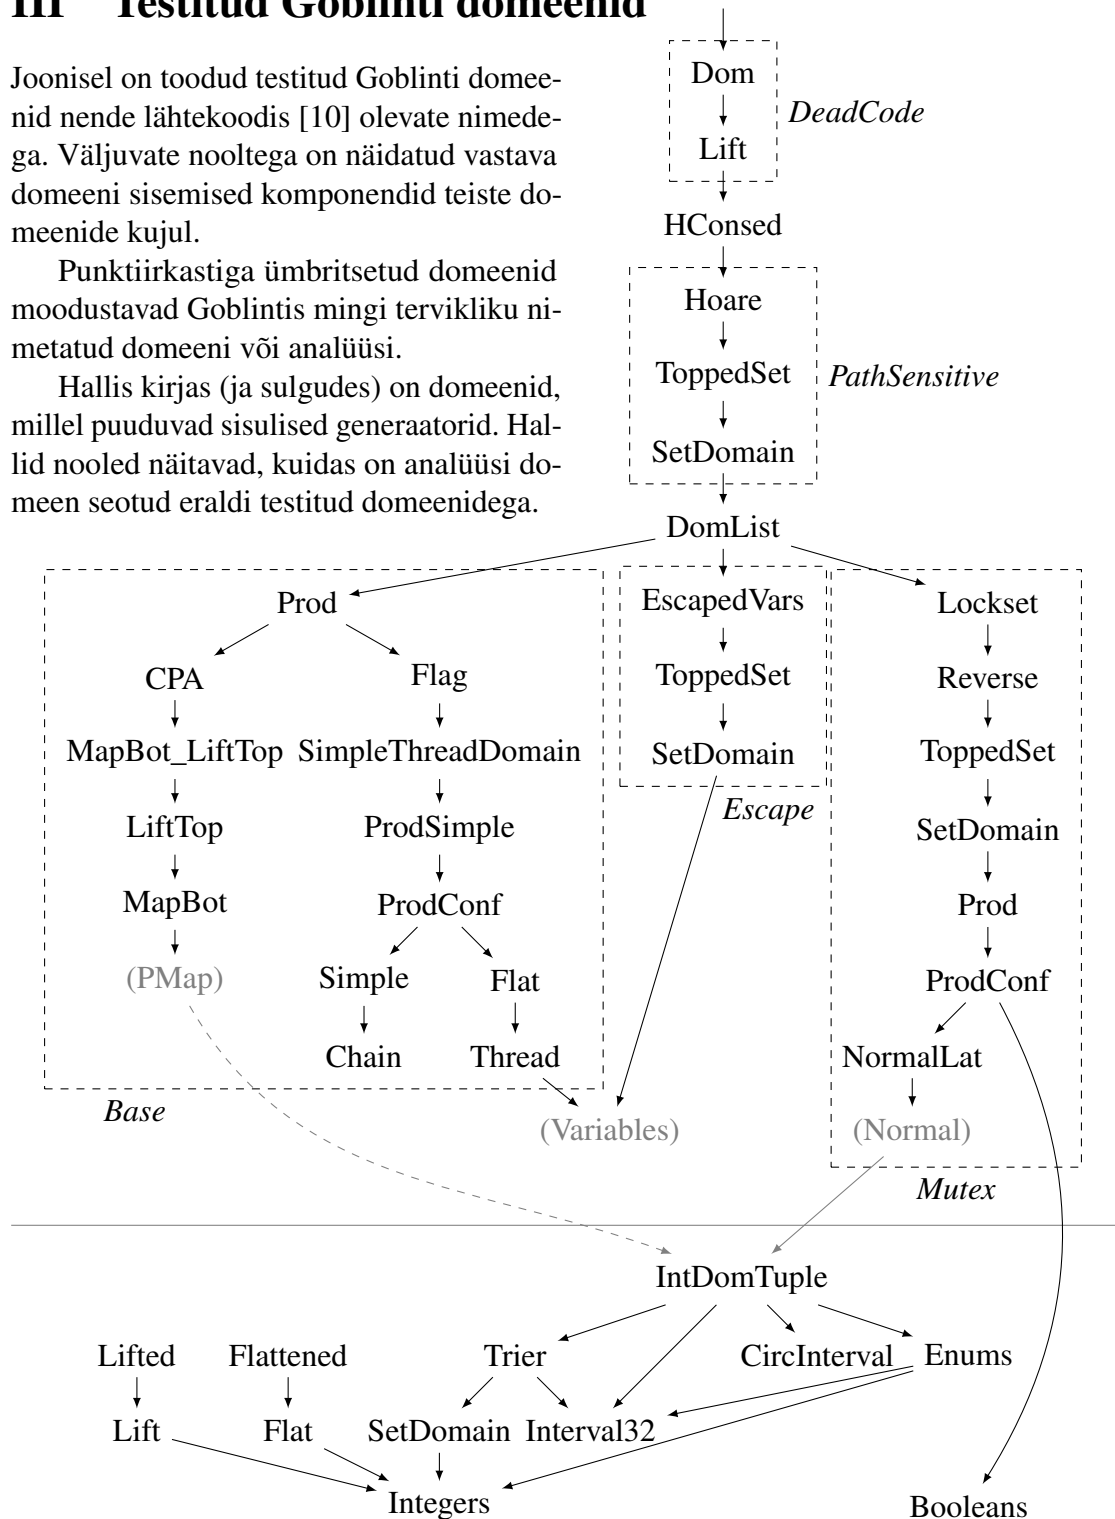 III Testitud Goblinti domeenid
Joonisel on toodud testitud Goblinti domee-
nid nende lähtekoodis [10] olevate nimede-
ga. Väljuvate nooltega on näidatud vastava
domeeni sisemised komponendid teiste do-
meenide kujul.
Punktiirkastiga ümbritsetud domeenid
moodustavad Goblintis mingi tervikliku ni-
metatud domeeni või analüüsi.
Hallis kirjas (ja sulgudes) on domeenid,
millel puuduvad sisulised generaatorid. Hal-
lid nooled näitavad, kuidas on analüüsi do-
meen seotud eraldi testitud domeenidega.
Dom
DeadCode
Lift
HConsed
Hoare
ToppedSet
PathSensitive
SetDomain
DomList
Prod EscapedVars Lockset
CPA Flag ToppedSet Reverse
MapBot_LiftTop SimpleThreadDomain SetDomain ToppedSet
Escape
LiftTop ProdSimple SetDomain
MapBot ProdConf Prod
(PMap) Simple Flat ProdConf
Chain Thread NormalLat
Base
(Variables) (Normal)
Mutex
IntDomTuple
Lifted Flattened Trier CircInterval Enums
Lift Flat SetDomain Interval32
Integers Booleans